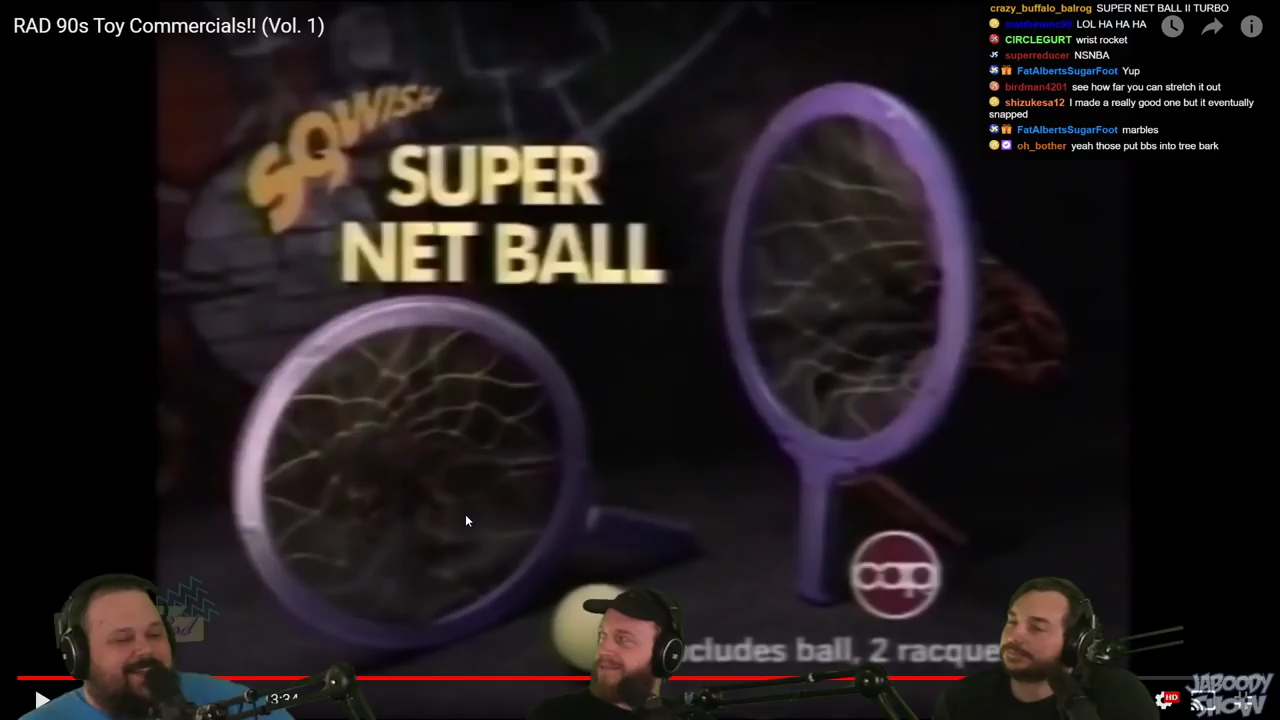 RAD 90s Toy Commercials!! (Vol. 1)
crazy_buffalo_balrog SUPER NET BALL II TURBO
matthewmc90 LOL HA HA HA
CIRCLEGURT wrist rocket
superreducer NSNBA
FatAlbertsSugarFoot Yup
birdman4201 see how far you can stretch it out
shizukesa12 I made a really good one but it eventually
snapped
FatAlbertsSugarFoot marbles
oh_bother yeah those put bbs into tree bark
SQWISH
SUPER
NET BALL
cap
cludes ball, 2 racque
HD
JABOODY
SHOW